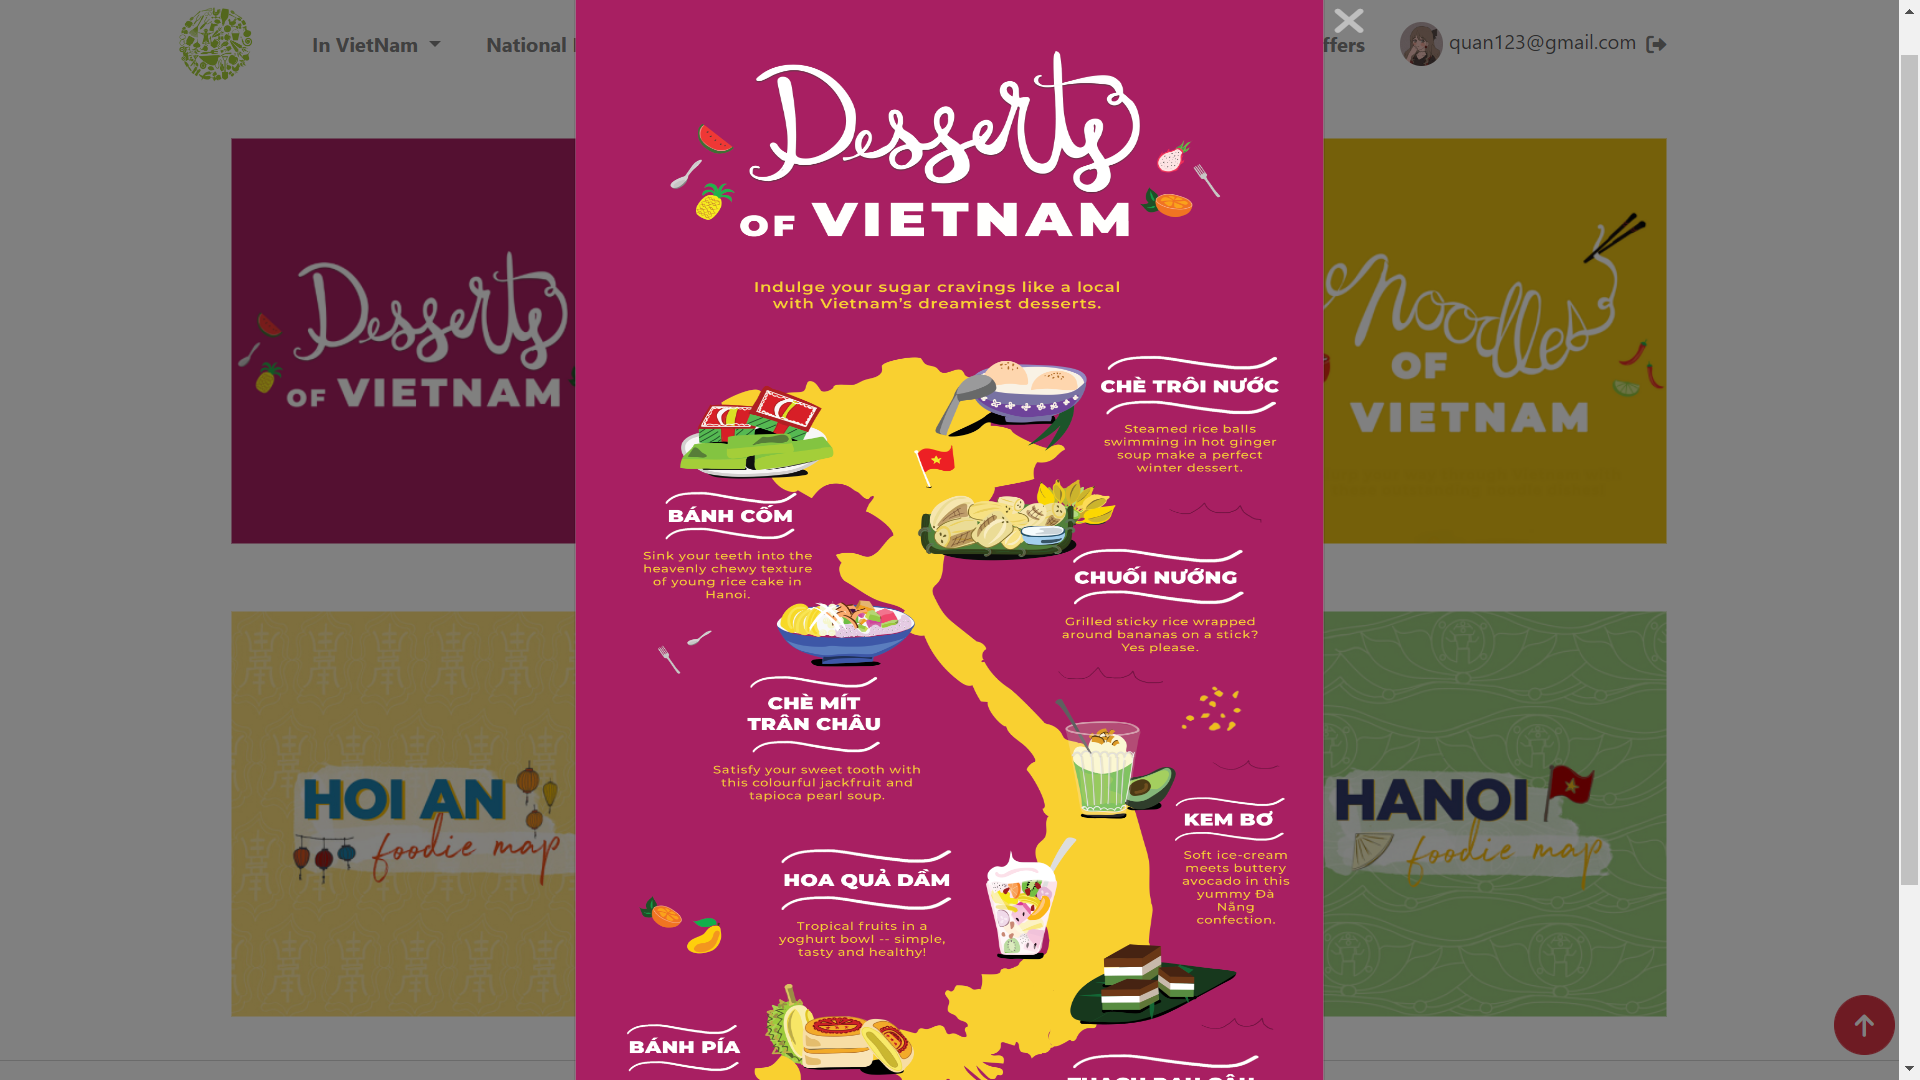 In VietNam
National
ffers
quan123@gmail.com
Desserts
OF VIETNAM
Indulge your sugar cravings like a local
with Vietnam's dreamiest desserts.
CHÈ TRÔI NƯỚC
Steamed rice balls
swimming in hot ginger
soup make a perfect
winter dessert.
BÁNH CỐM
Sink your teeth into the
heavenly chewy texture
of young rice cake in
Hanoi.
CHUỐI NƯỚNG
Grilled sticky rice wrapped
around bananas on a stick?
Yes please.
CHÈ MÍT
TRÂN CHÂU
Satisfy your sweet tooth with
this colourful jackfruit and
tapioca pearl soup.
KEM BƠ
Soft ice-cream
meets buttery
avocado in this
yummy Đà
Nẵng
confection.
HOA QUẢ DẦM
Tropical fruits in a
yoghurt bowl -- simple,
tasty and healthy!
BÁNH PÍA
Desserts
OF VIETNAM
Noodles
OF
VIETNAM
HOI AN
foodie map
HANOI
foodie map